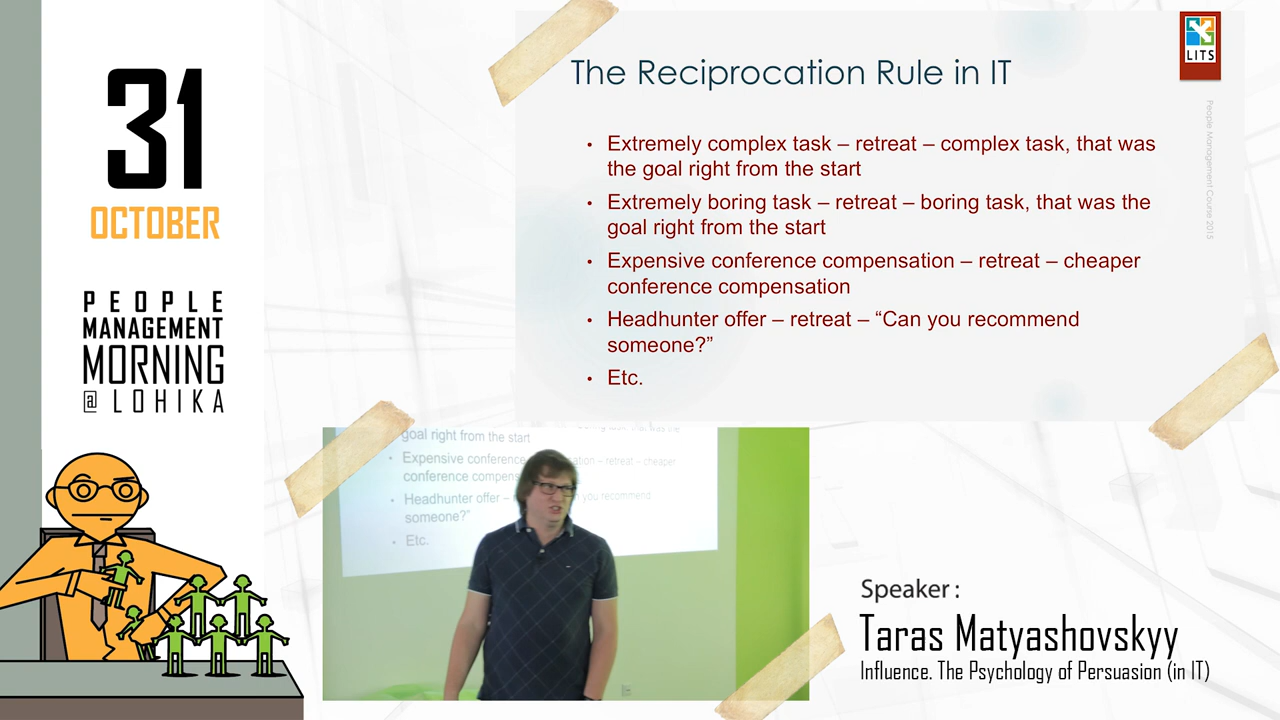 31
OCTOBER
PEOPLE
MANAGEMENT
MORNING
@ LOHIKA
The Reciprocation Rule in IT
LITS
People Management Course 2015
• Extremely complex task – retreat – complex task, that was
the goal right from the start
• Extremely boring task – retreat – boring task, that was the
goal right from the start
• Expensive conference compensation – retreat – cheaper
conference compensation
• Headhunter offer – retreat – “Can you recommend
someone?”
• Etc.
goal right from the start
• Expensive conference – retreat – cheaper
conference
• Headhunter offer – you recommend
someone?"
• Etc.
Speaker :
Taras Matyashovskyy
Influence. The Psychology of Persuasion (in IT)